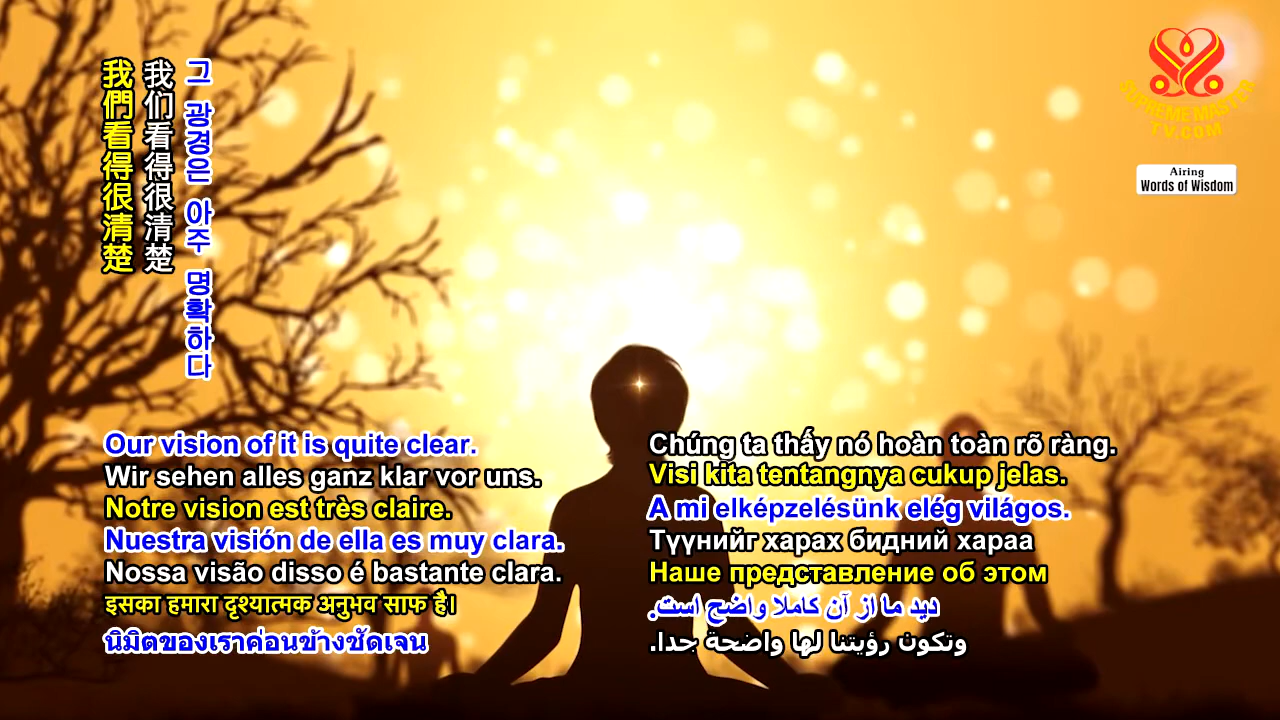 我們看得很清楚
我们看得很清楚
그 광경은 아주 명확하다
SUPREME MASTER
TV.COM
Airing
Words of Wisdom
Our vision of it is quite clear.
Wir sehen alles ganz klar vor uns.
Notre vision est très claire.
Nuestra visión de ella es muy clara.
Nossa visão disso é bastante clara.
इसका हमारा दृश्यात्मक अनुभव साफ है।
นิมิตของเราค่อนข้างชัดเจน
Chúng ta thấy nó hoàn toàn rõ ràng.
Visi kita tentangnya cukup jelas.
A mi elképzelésünk elég világos.
Түүнийг харах бидний хараа
Наше представление об этом
دید ما از آن کاملا واضح است.
وتكون رؤيتنا لها واضحة جدا.